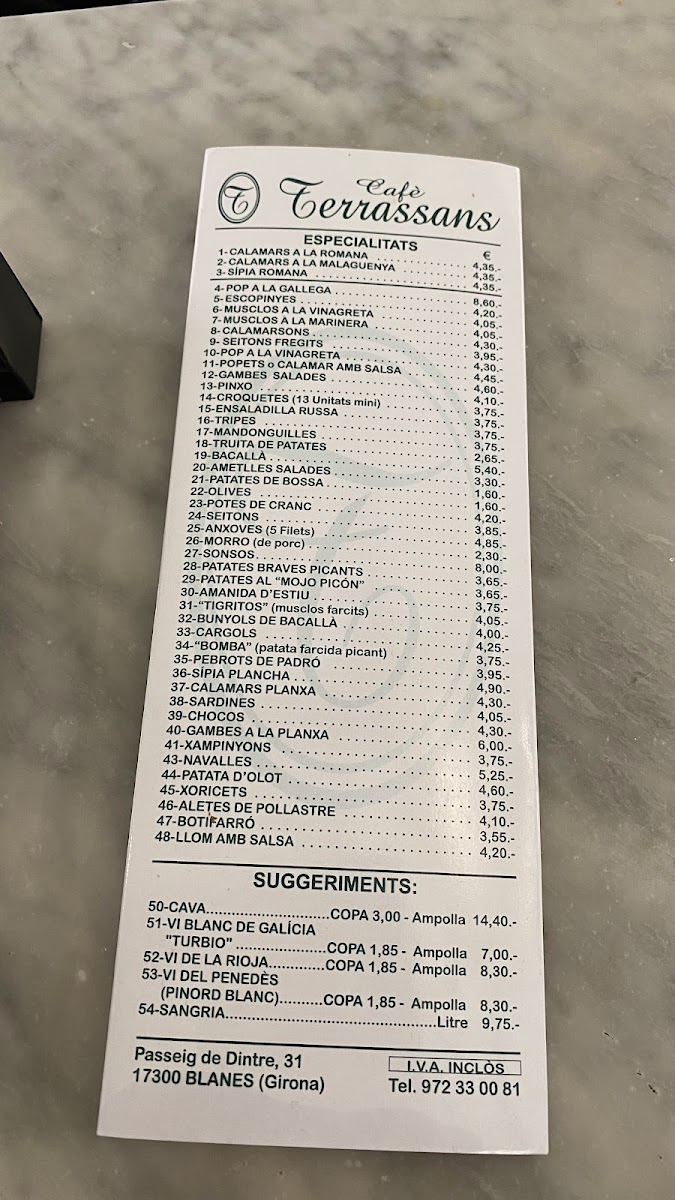 T
Cafè
Terrassans
ESPECIALITATS €
1- CALAMARS A LA ROMANA 4,35.-
2- CALAMARS A LA MALAGUENYA 4,35.-
3- SÍPIA ROMANA 4,35.-
4- POP A LA GALLEGA 8,60.-
5- ESCOPINYES 4,20.-
6- MUSCLOS A LA VINAGRETA 4,05.-
7- MUSCLOS A LA MARINERA 4,05.-
8- CALAMARSONS 4,30.-
9- SEITONS FREGITS 3,95.-
10-POP A LA VINAGRETA 4,30.-
11-POPETS o CALAMAR AMB SALSA 4,45.-
12-GAMBES SALADES 4,60.-
13-PINXO 4,10.-
14-CROQUETES (13 Unitats mini) 3,75.-
15-ENSALADILLA RUSSA 3,75.-
16-TRIPES 3,75.-
17-MANDONGUILLES 3,75.-
18-TRUITA DE PATATES 2,65.-
19-BACALLÀ 5,40.-
20-AMETLLES SALADES 3,30.-
21-PATATES DE BOSSA 1,60.-
22-OLIVES 1,60.-
23-POTES DE CRANC 4,20.-
24-SEITONS 3,85.-
25-ANXOVES (5 Filets) 4,85.-
26-MORRO (de porc) 2,30.-
27-SONSOS 8,00.-
28-PATATES BRAVES PICANTS 3,65.-
29-PATATES AL "MOJO PICÓN" 3,65.-
30-AMANIDA D'ESTIU 3,75.-
31-"TIGRITOS" (musclos farcits) 4,05.-
32-BUNYOLS DE BACALLÀ 4,00.-
33-CARGOLS 4,25.-
34-"BOMBA" (patata farcida picant) 3,75.-
35-PEBROTS DE PADRÓ 3,95.-
36-SÍPIA PLANCHA 4,90.-
37-CALAMARS PLANXA 4,30.-
38-SARDINES 4,05.-
39-CHOCOS 4,30.-
40-GAMBES A LA PLANXA 6,00.-
41-XAMPINYONS 3,75.-
43-NAVALLES 5,25.-
44-PATATA D'OLOT 4,60.-
45-XORICETS 3,75.-
46-ALETES DE POLLASTRE 4,10.-
47-BOTIFARRÓ 3,55.-
48-LLOM AMB SALSA 4,20.-
SUGGERIMENTS:
50-CAVA COPA 3,00 - Ampolla 14,40.-
51-VI BLANC DE GALÍCIA
"TURBIO" COPA 1,85 - Ampolla 7,00.-
52-VI DE LA RIOJA COPA 1,85 - Ampolla 8,30.-
53-VI DEL PENEDÈS
(PINORD BLANC) COPA 1,85 - Ampolla 8,30.-
54-SANGRIA Litre 9,75.-
Passeig de Dintre, 31 I.V.A. INCLÒS
17300 BLANES (Girona) Tel. 972 33 00 81